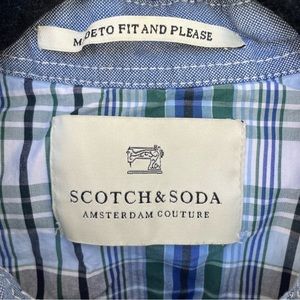 MADE TO FIT AND PLEASE
SCOTCH & SODA
AMSTERDAM COUTURE